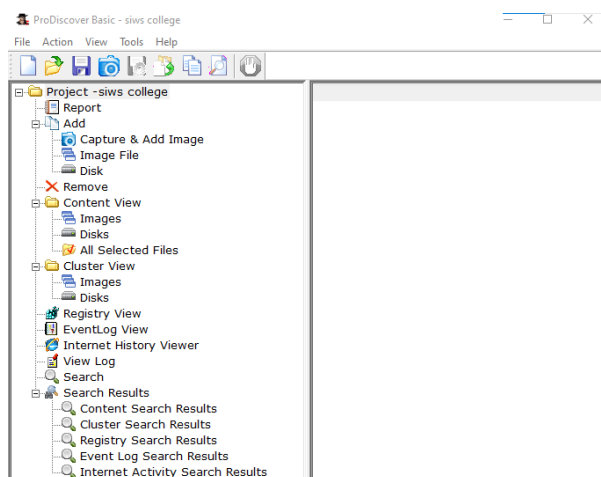 ProDiscover Basic - siws college
File Action View Tools Help
Project -siws college
Report
Add
Capture & Add Image
Image File
Disk
Remove
Content View
Images
Disks
All Selected Files
Cluster View
Images
Disks
Registry View
EventLog View
Internet History Viewer
View Log
Search
Search Results
Content Search Results
Cluster Search Results
Registry Search Results
Event Log Search Results
Internet Activity Search Results